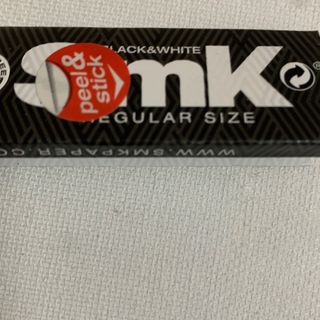 BLACK&WHITE
SmK
peel&
stick
REGULAR SIZE
WWW.SMKPAPER.CO